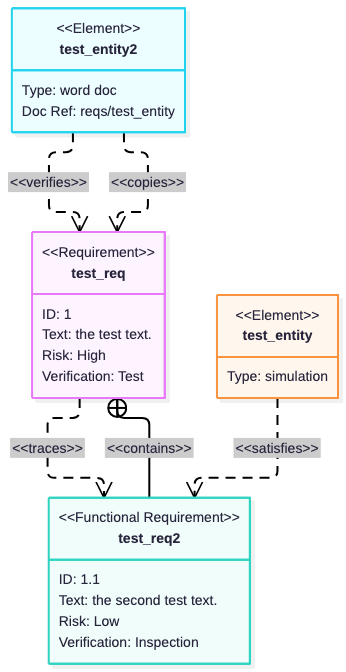 <<Element>>
test_entity2
Type: word doc
Doc Ref: reqs/test_entity
<<verifies>>
<<copies>>
<<Requirement>>
test_req
ID: 1
Text: the test text.
Risk: High
Verification: Test
<<Element>>
test_entity
Type: simulation
<<traces>>
<<contains>>
<<satisfies>>
<<Functional Requirement>>
test_req2
ID: 1.1
Text: the second test text.
Risk: Low
Verification: Inspection